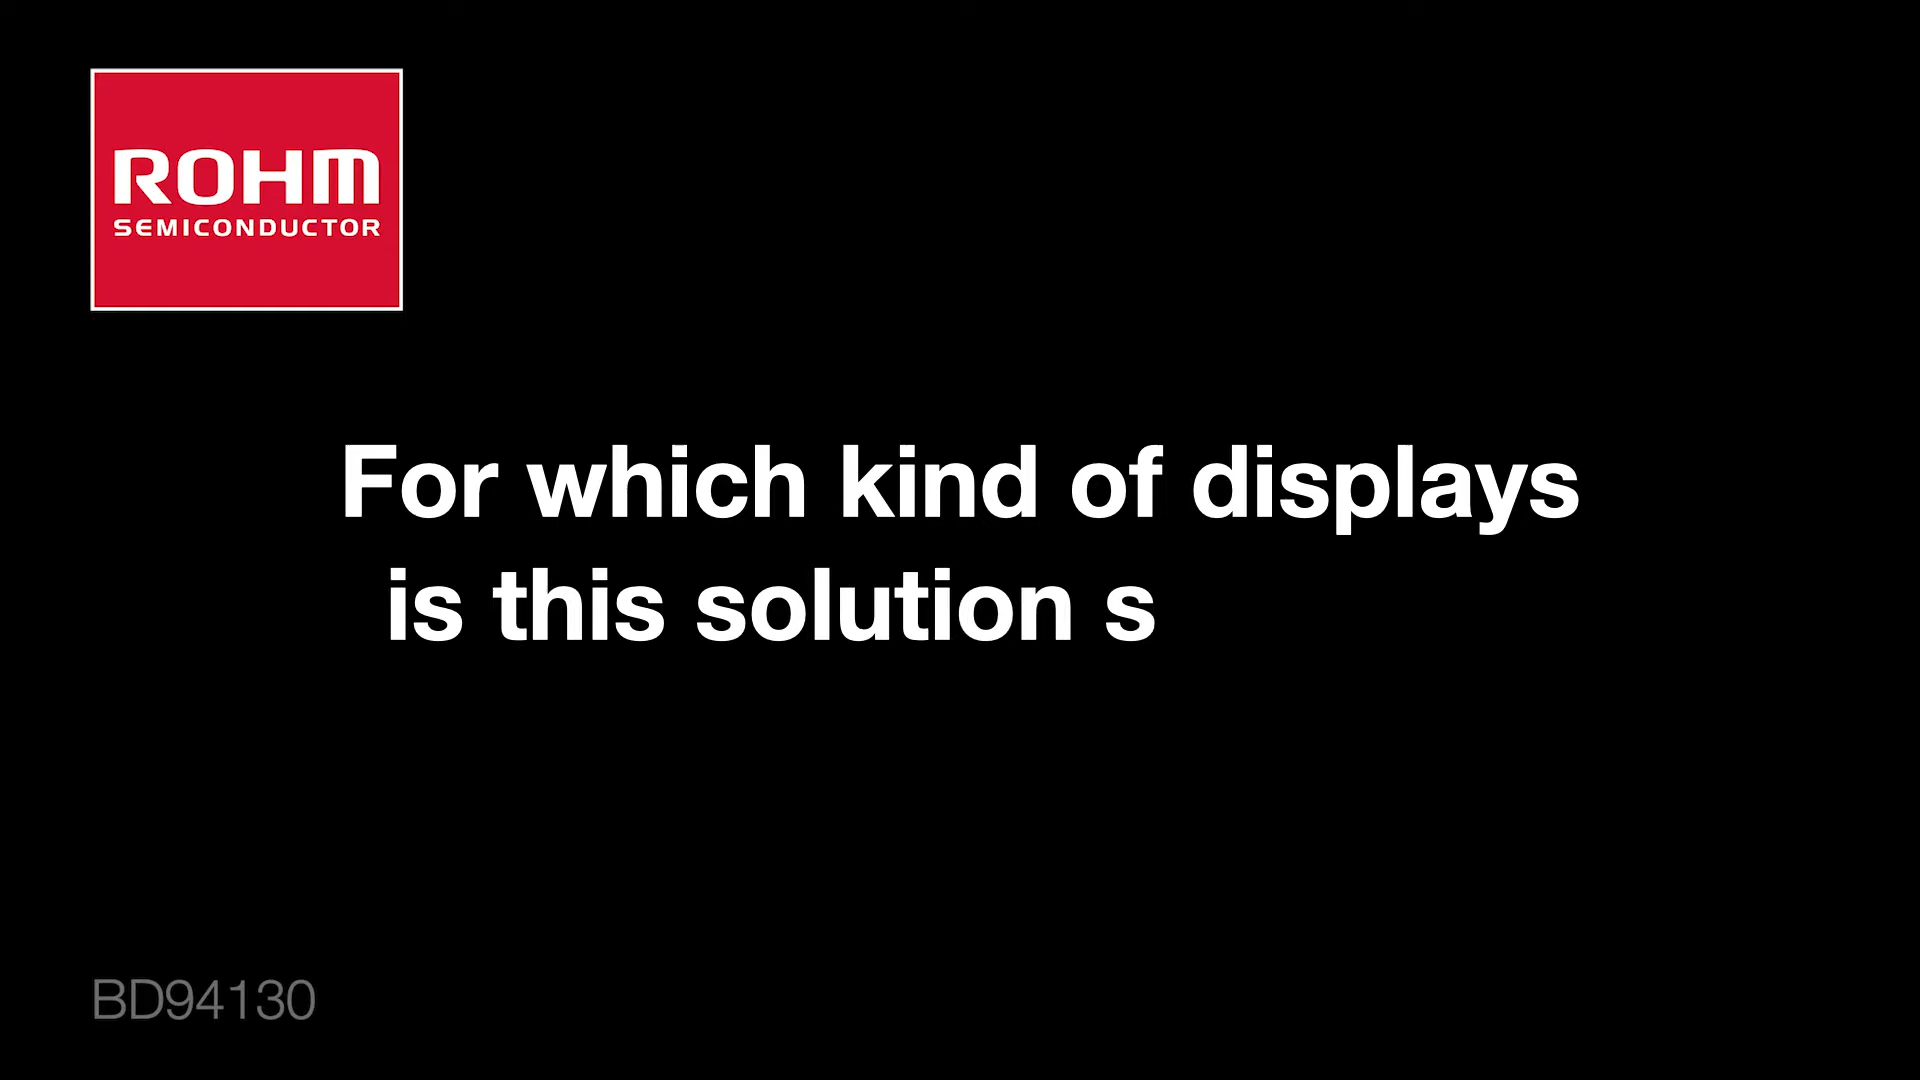 ROHM
SEMICONDUCTOR
For which kind of displays
is this solution s
BD94130